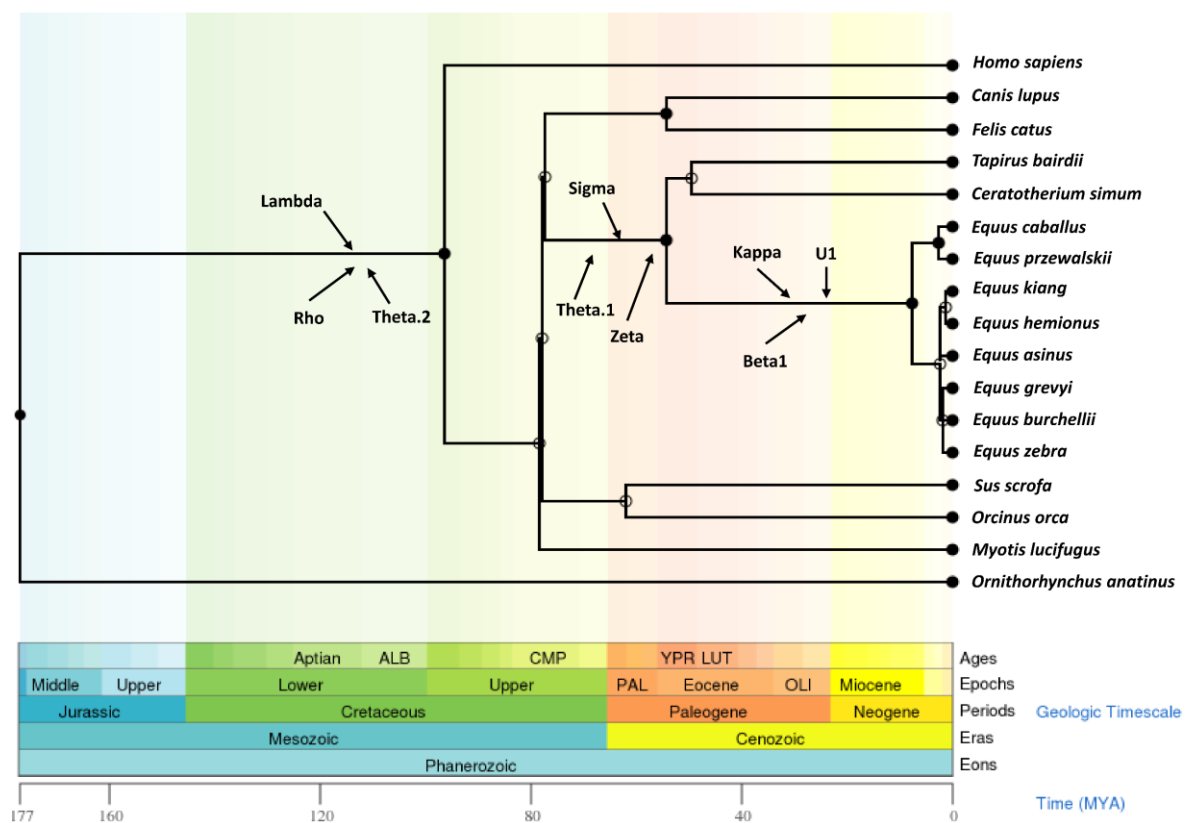 Homo sapiens
Canis lupus
Felis catus
Tapirus bairdii
Sigma
Ceratotherium simum
Lambda
Equus caballus
Kappa U1
Equus przewalskii
Equus kiang
Rho Theta.2 Theta.1
Equus hemionus
Zeta
Equus asinus
Beta1
Equus grevyi
Equus burchellii
Equus zebra
Sus scrofa
Orcinus orca
Myotis lucifugus
Ornithorhynchus anatinus
Aptian ALB CMP YPR LUT Ages
Middle Upper Lower Upper PAL Eocene OLI Miocene Epochs
Jurassic Cretaceous Paleogene Neogene Periods Geologic Timescale
Mesozoic Cenozoic Eras
Phanerozoic Eons
Time (MYA)
177 160 120 80 40 0